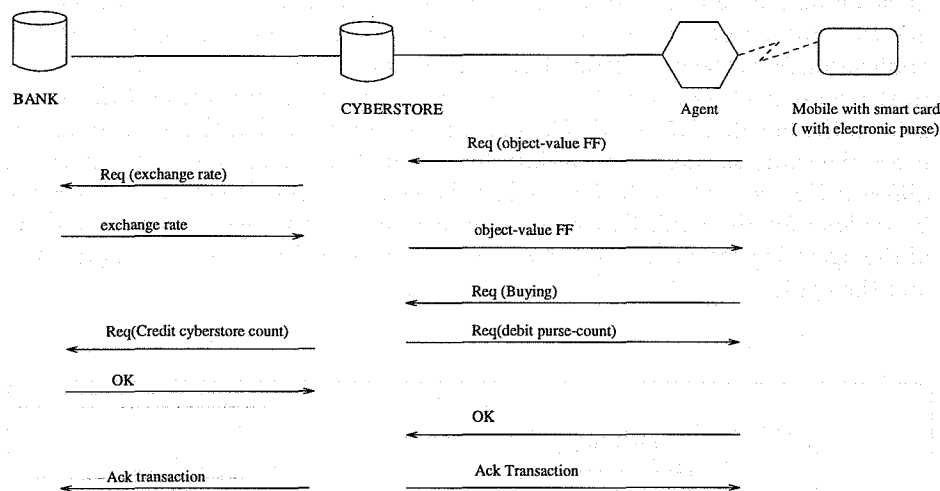 BANK
CYBERSTORE
Agent
Mobile with smart card
( with electronic purse)
Req (object-value FF)
Req (exchange rate)
exchange rate
object-value FF
Req (Buying)
Req(Credit cyberstore count)
Req(debit purse-count)
OK
OK
Ack transaction
Ack Transaction